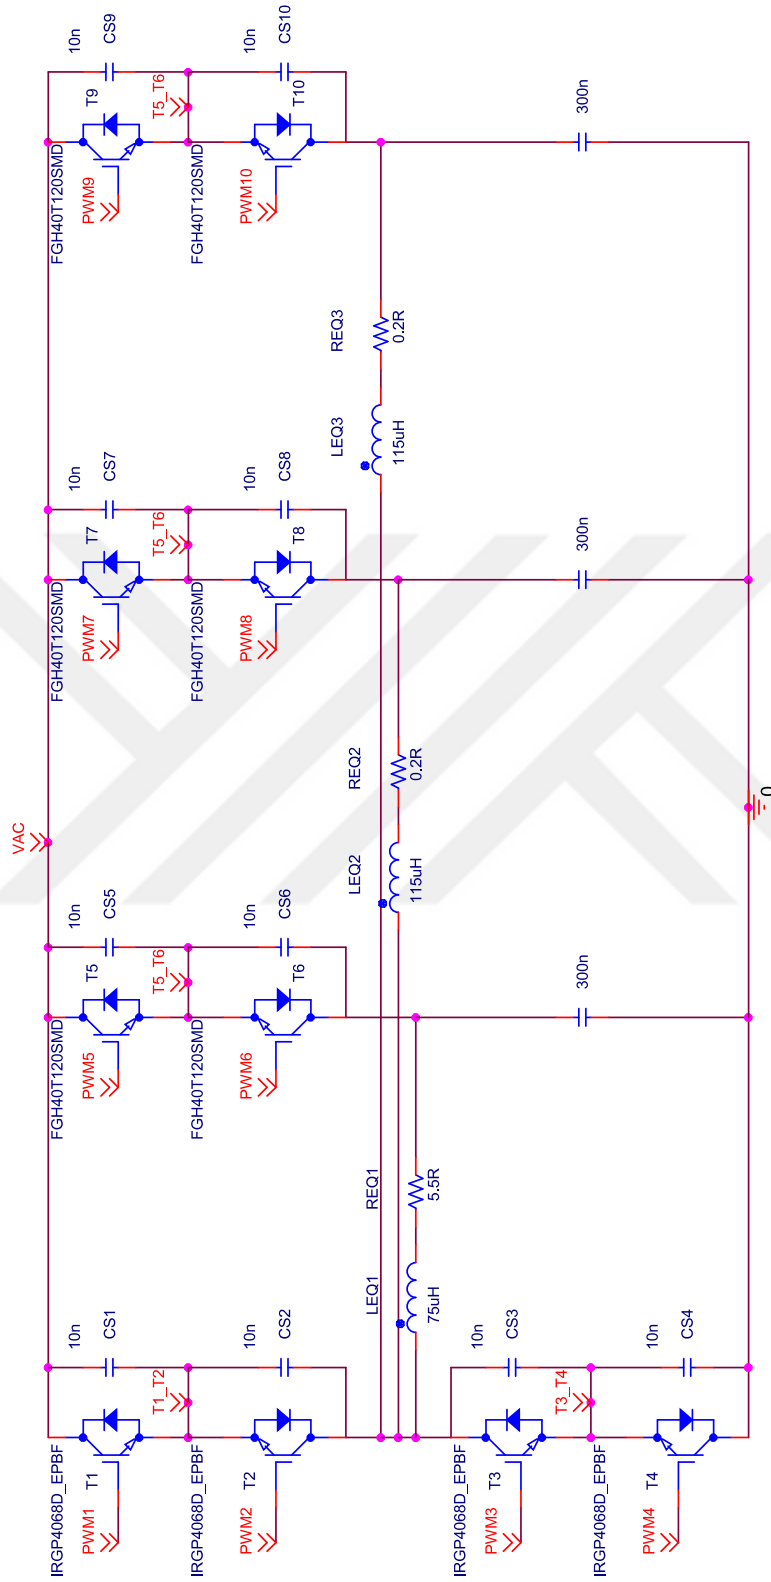 10n
CS9
10n
CS10
T9
T5_T6
T10
300n
PWM9
FGH40T120SMD
PWM10
FGH40T120SMD
REQ3
0.2R
LEQ3
115uH
10n
CS7
10n
CS8
T7
T5_T6
T8
300n
PWM7
FGH40T120SMD
PWM8
FGH40T120SMD
REQ2
0.2R
VAC
LEQ2
115uH
0
10n
CS5
10n
CS6
T5
T5_T6
T6
300n
PWM5
FGH40T120SMD
PWM6
FGH40T120SMD
REQ1
5.5R
LEQ1
75uH
10n
CS1
10n
CS2
10n
CS3
10n
CS4
T1_T2
T3_T4
T1
IRGP4068D_EPBF
T2
IRGP4068D_EPBF
T3
IRGP4068D_EPBF
T4
IRGP4068D_EPBF
PWM1
PWM2
PWM3
PWM4